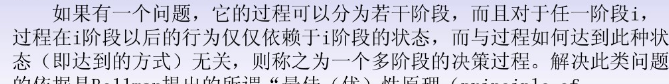 如果有一个问题，它的过程可以分为若干阶段，而且对于任一阶段i，
过程在i阶段以后的行为仅仅依赖于i阶段的状态，而与过程如何达到此种状
态（即达到的方式）无关，则称之为一个多阶段的决策过程。解决此类问题
的依据是Bellman提出的所谓“最佳（优）性原理（principle of